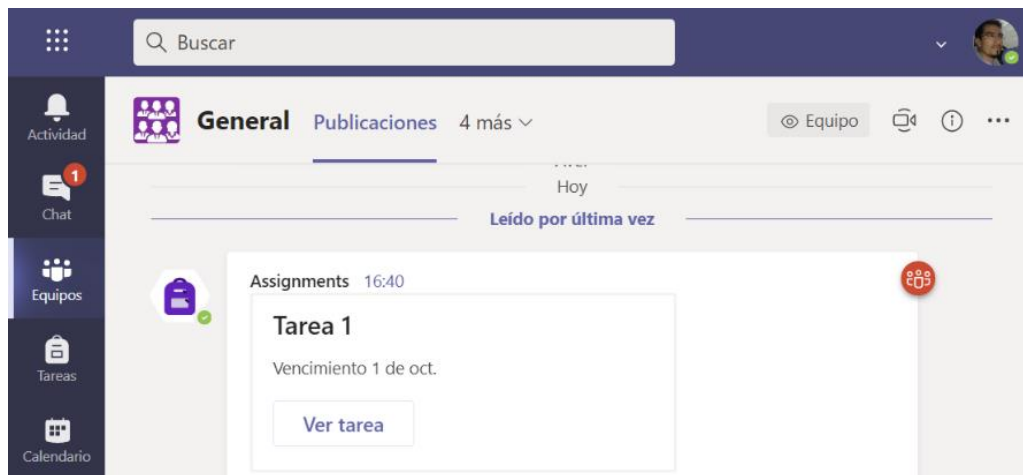 Buscar
Actividad
General Publicaciones 4 más
Equipo
1
Chat
Hoy
Leído por última vez
Equipos
Assignments 16:40
Tarea 1
Vencimiento 1 de oct.
Tareas
Ver tarea
Calendario